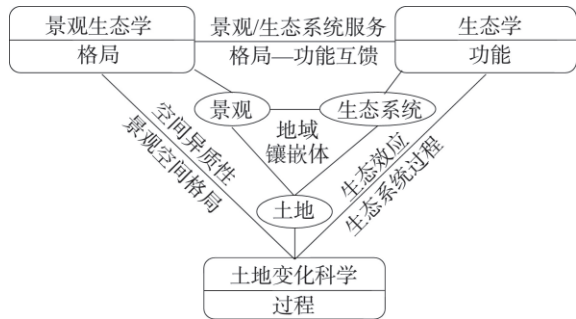 景观生态学
格局
景观/生态系统服务
格局—功能互馈
生态学
功能
景观
生态系统
地域
镶嵌体
空间异质性
景观空间格局
生态效应
生态系统过程
土地
土地变化科学
过程